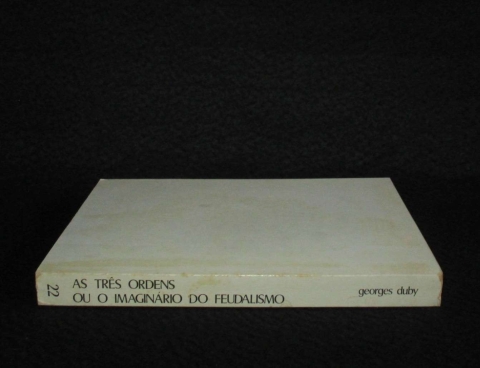 22
AS TRÊS ORDENS
OU O IMAGINÁRIO DO FEUDALISMO
georges duby